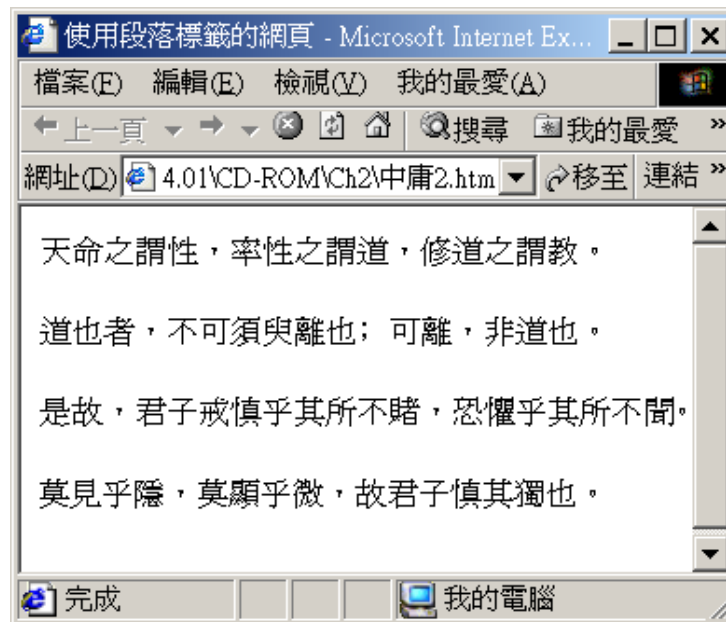 使用段落標籤的網頁 - Microsoft Internet Ex...
檔案(F) 編輯(E) 檢視(V) 我的最愛(A)
上一頁 搜尋 我的最愛 »
網址(D) 4.01\CD-ROM\Ch2\中庸2.htm 移至 連結 »
天命之謂性，率性之謂道，修道之謂教。
道也者，不可須臾離也; 可離，非道也。
是故，君子戒慎乎其所不賭，恐懼乎其所不聞。
莫見乎隱，莫顯乎微，故君子慎其獨也。
完成 我的電腦